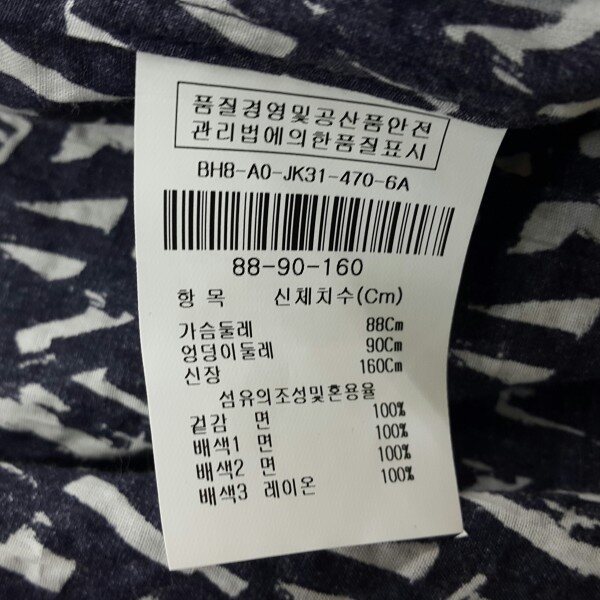 품질경영및공산품안전
관리법에의한품질표시
BH8-A0-JK31-470-6A
88-90-160
항 목 신체치수(Cm)
가슴둘레 88Cm
엉덩이둘레 90Cm
신장 160Cm
섬유의조성및혼용율
겉감 면 100%
배색1 면 100%
배색2 면 100%
배색3 레이온 100%